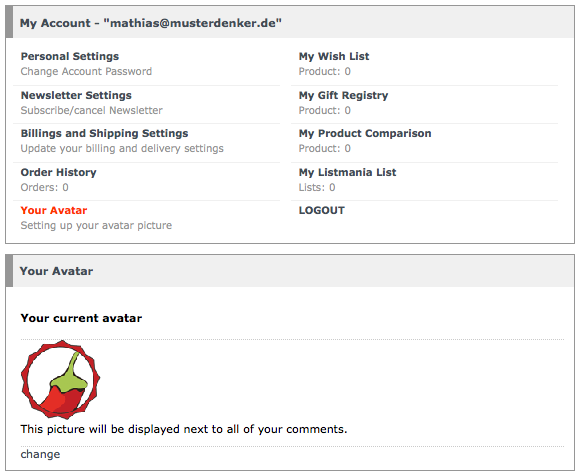 My Account - "mathias@musterdenker.de"
Personal Settings
Change Account Password
My Wish List
Product: 0
Newsletter Settings
Subscribe/cancel Newsletter
My Gift Registry
Product: 0
Billings and Shipping Settings
Update your billing and delivery settings
My Product Comparison
Product: 0
Order History
Orders: 0
My Listmania List
Lists: 0
Your Avatar
Setting up your avatar picture
LOGOUT
Your Avatar
Your current avatar
This picture will be displayed next to all of your comments.
change